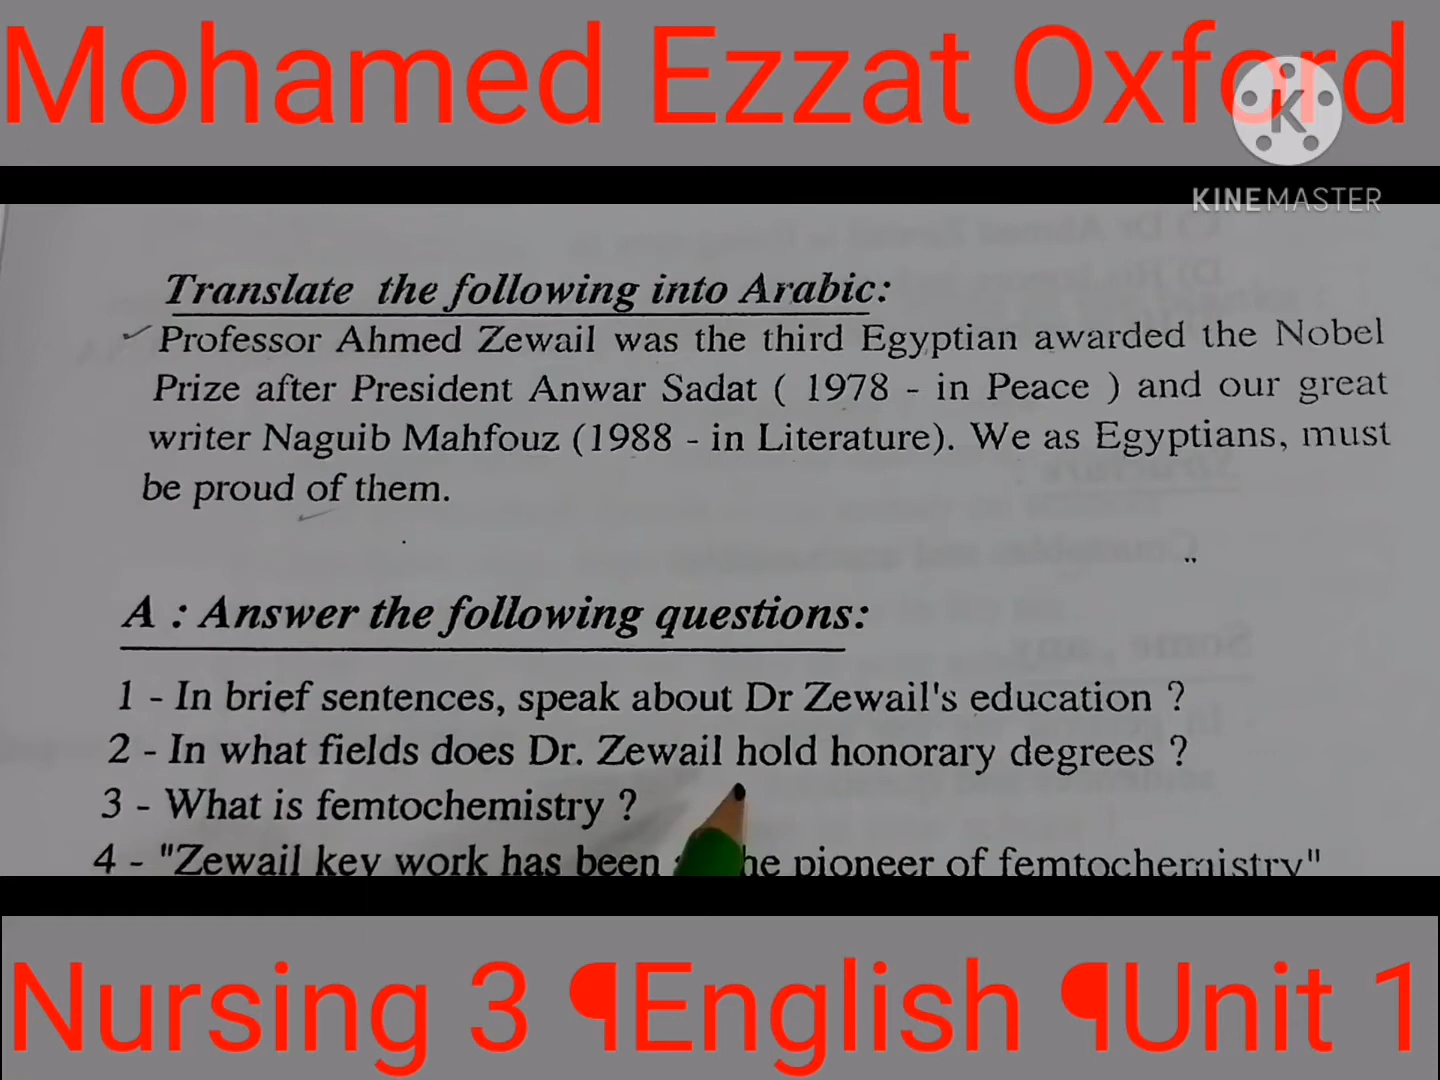 Mohamed Ezzat Oxford
K
KINEMASTER
Translate the following into Arabic:
Professor Ahmed Zewail was the third Egyptian awarded the Nobel
Prize after President Anwar Sadat ( 1978 - in Peace ) and our great
writer Naguib Mahfouz (1988 - in Literature). We as Egyptians, must
be proud of them.
A : Answer the following questions:
1 - In brief sentences, speak about Dr Zewail's education ?
2 - In what fields does Dr. Zewail hold honorary degrees ?
3 - What is femtochemistry ?
4 - "Zewail key work has been pioneer of femtochemistry"
Nursing 3 ¶English ¶Unit 1